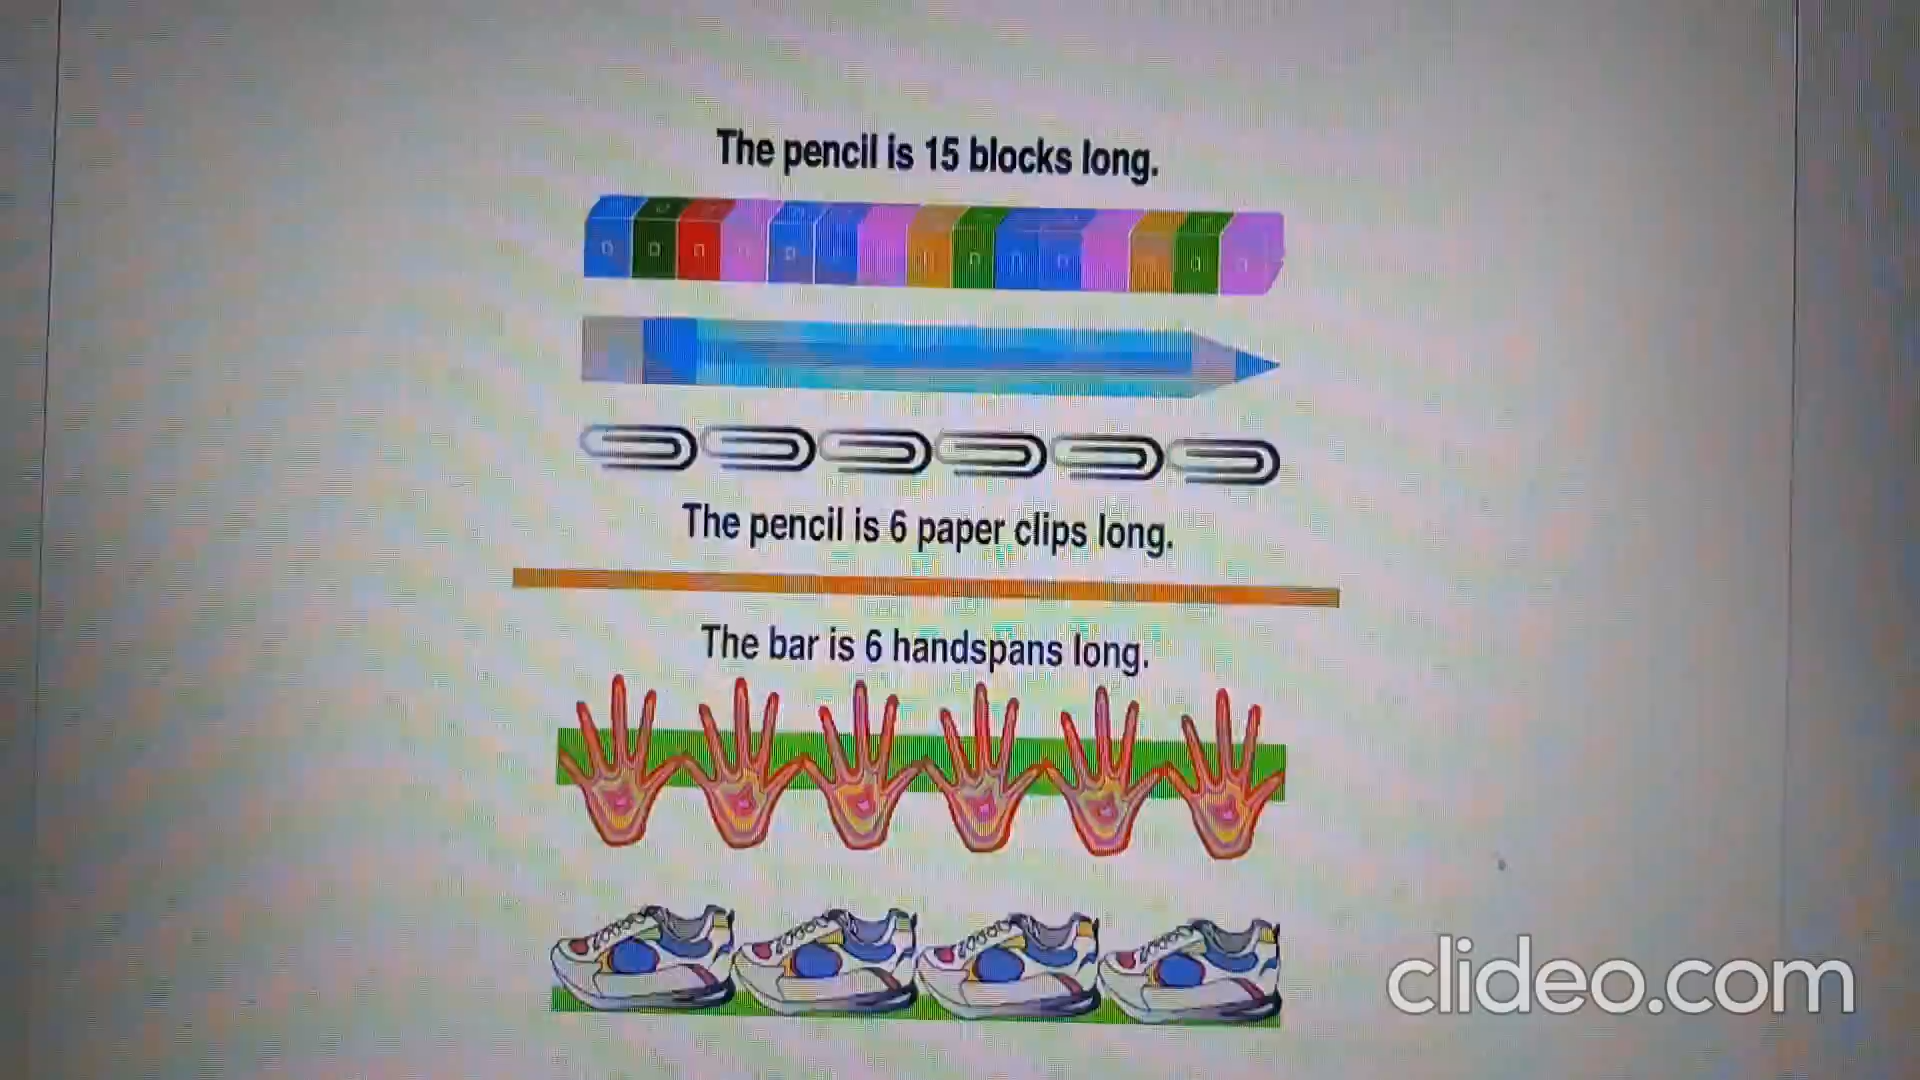 The pencil is 15 blocks long.
The pencil is 6 paper clips long.
The bar is 6 handspans long.
clideo.com